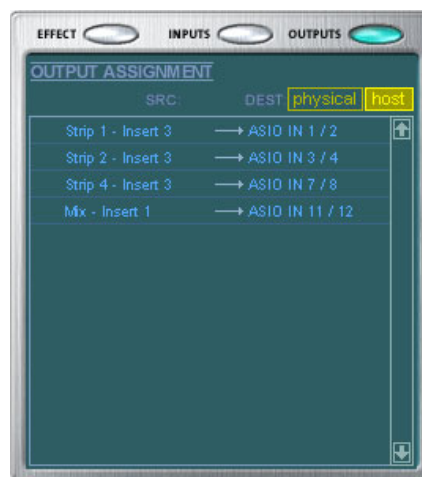 EFFECT INPUTS OUTPUTS
OUTPUT ASSIGNMENT
SRC: DEST physical host
Strip 1 - Insert 3 → ASIO IN 1 / 2
Strip 2 - Insert 3 → ASIO IN 3 / 4
Strip 4 - Insert 3 → ASIO IN 7 / 8
Mix - Insert 1 → ASIO IN 11 / 12